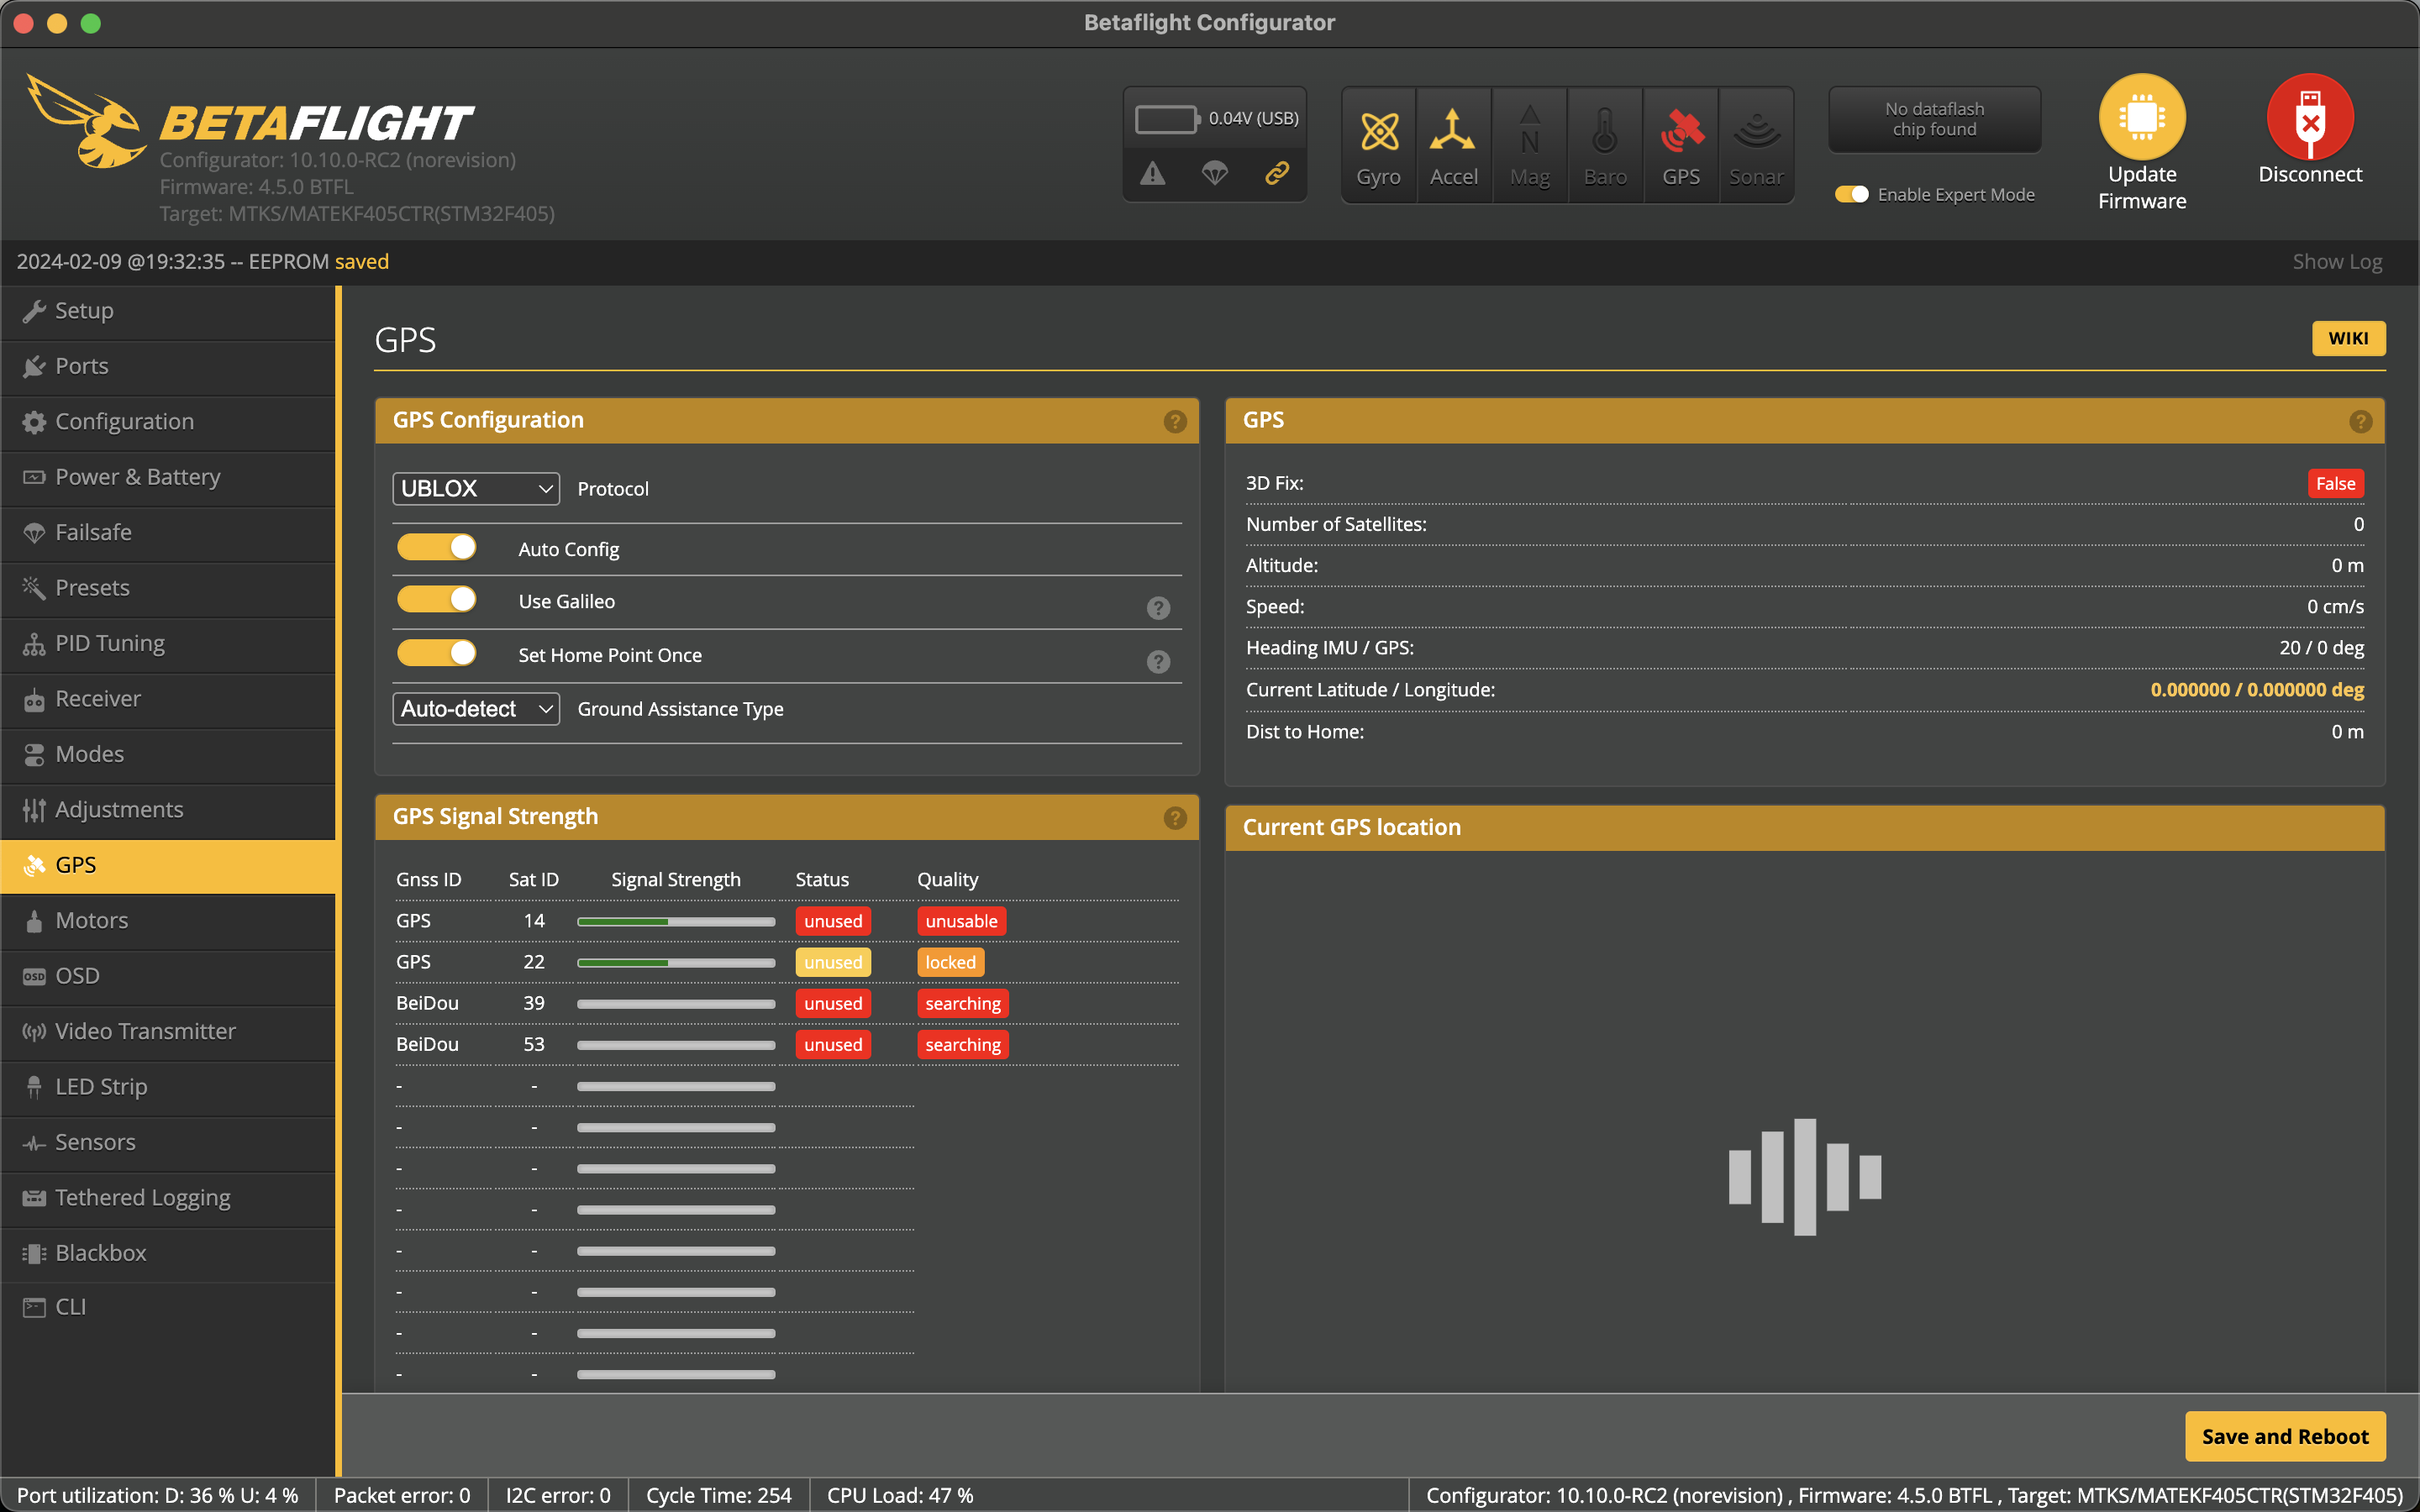 Betaflight Configurator
BETAFLIGHT
Configurator: 10.10.0-RC2 (norevision)
Firmware: 4.5.0 BTFL
Target: MTKS/MATEKF405CTR(STM32F405)
0.04V (USB)
Gyro
Accel
N
Mag
Baro
GPS
Sonar
No dataflash
chip found
Enable Expert Mode
Update
Firmware
Disconnect
2024-02-09 @19:32:35 -- EEPROM saved
Show Log
Setup
Ports
Configuration
Power & Battery
Failsafe
Presets
PID Tuning
Receiver
Modes
Adjustments
GPS
Motors
OSD OSD
Video Transmitter
LED Strip
Sensors
Tethered Logging
Blackbox
CLI
GPS
WIKI
GPS Configuration ?
UBLOX Protocol
Auto Config
Use Galileo ?
Set Home Point Once ?
Auto-detect Ground Assistance Type
GPS Signal Strength ?
Gnss ID Sat ID Signal Strength Status Quality
GPS 14 unused unusable
GPS 22 unused locked
BeiDou 39 unused searching
BeiDou 53 unused searching
- -
- -
- -
- -
- -
- -
- -
- -
GPS ?
3D Fix: False
Number of Satellites: 0
Altitude: 0 m
Speed: 0 cm/s
Heading IMU / GPS: 20 / 0 deg
Current Latitude / Longitude: 0.000000 / 0.000000 deg
Dist to Home: 0 m
Current GPS location
Save and Reboot
Port utilization: D: 36 % U: 4 % Packet error: 0 I2C error: 0 Cycle Time: 254 CPU Load: 47 % Configurator: 10.10.0-RC2 (norevision) , Firmware: 4.5.0 BTFL , Target: MTKS/MATEKF405CTR(STM32F405)